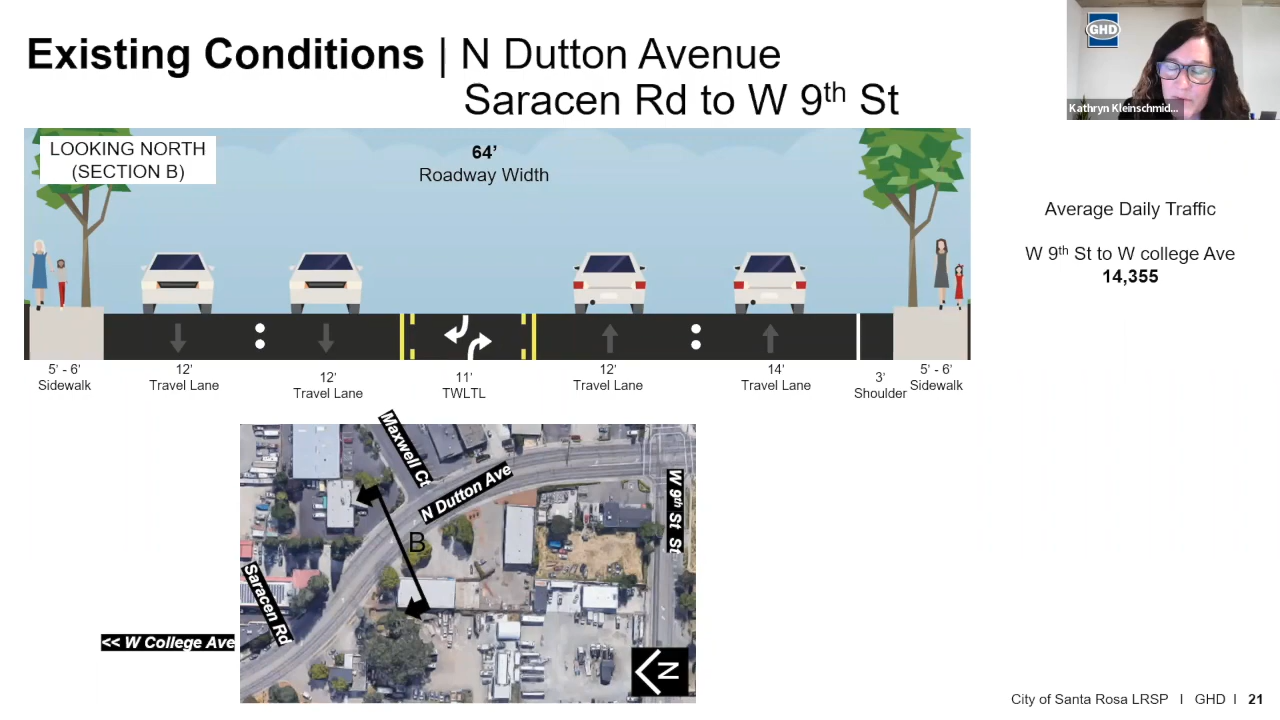 Existing Conditions | N Dutton Avenue
Saracen Rd to W 9th St
GHD
Kathryn Kleinschmid...
LOOKING NORTH
(SECTION B)
64’
Roadway Width
Average Daily Traffic
W 9th St to W college Ave
14,355
5' - 6'
Sidewalk
12'
Travel Lane
12'
Travel Lane
11'
TWLTL
12'
Travel Lane
14'
Travel Lane
3'
Shoulder
5' - 6'
Sidewalk
Maxwell Ct
N Dutton Ave
W 9th St St
B
Saracen Rd
<< W College Ave
N
City of Santa Rosa LRSP | GHD | 21